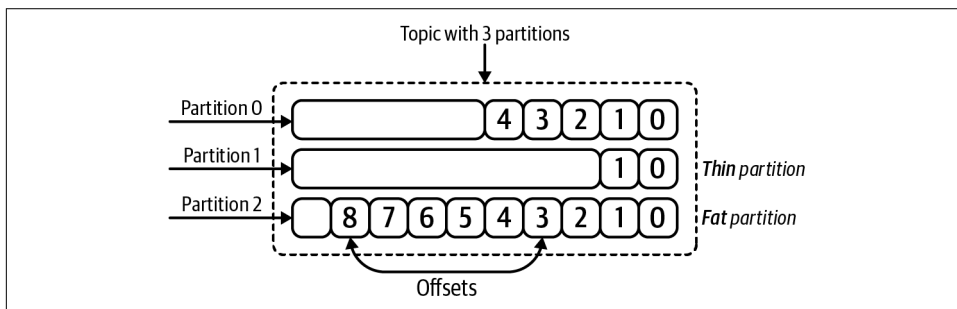 Topic with 3 partitions
Partition 0
4 3 2 1 0
Partition 1
1 0
Thin partition
Partition 2
8 7 6 5 4 3 2 1 0
Fat partition
Offsets